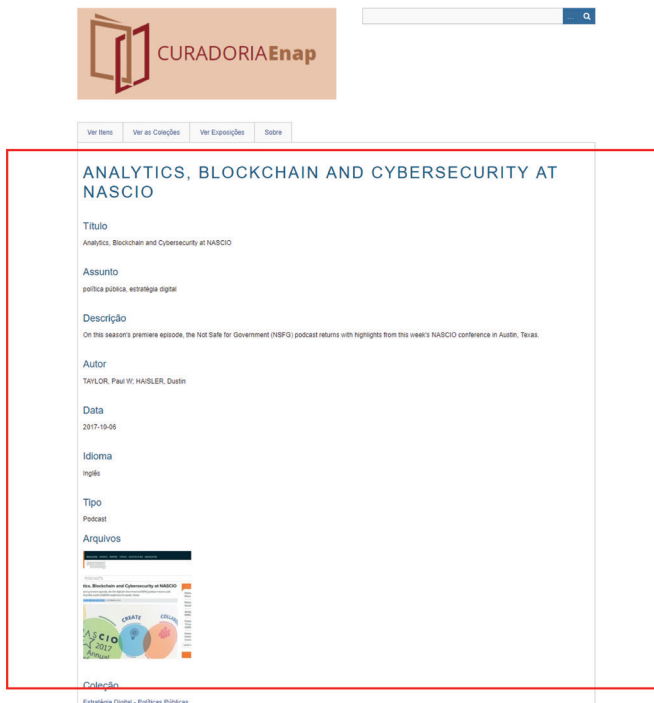 CURADORIAEnap
...
Ver Itens Ver as Coleções Ver Exposições Sobre
ANALYTICS, BLOCKCHAIN AND CYBERSECURITY AT
NASCIO
Título
Analytics, Blockchain and Cybersecurity at NASCIO
Assunto
política pública, estratégia digital
Descrição
On this season's premiere episode, the Not Safe for Government (NSFG) podcast returns with highlights from this week's NASCIO conference in Austin, Texas.
Autor
TAYLOR, Paul W; HAISLER, Dustin
Data
2017-10-06
Idioma
Inglês
Tipo
Podcast
Arquivos
PODCASTS
tics, Blockchain and Cybersecurity at NASCIO
CREATE
NASCIO
2017
Annual
Coleção
Estratégia Digital - Políticas Públicas